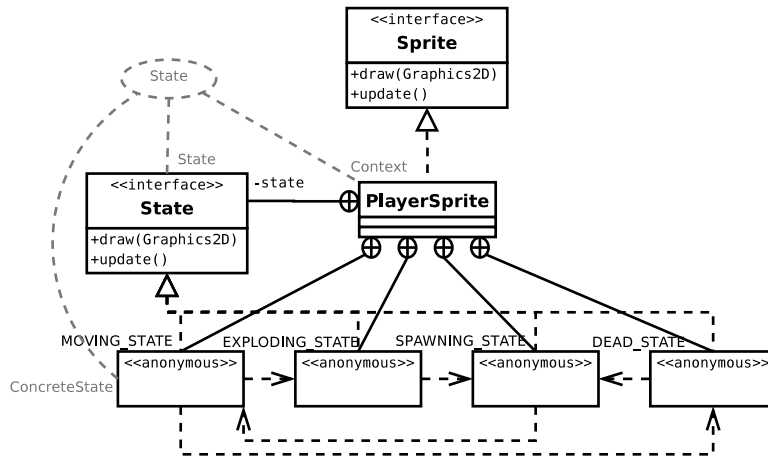 <<interface>>
Sprite
+draw(Graphics2D)
+update()
State
State
Context
<<interface>>
State
+draw(Graphics2D)
+update()
-state
PlayerSprite
MOVING_STATE
EXPLODING_STATE
SPAWNING_STATE
DEAD_STATE
<<anonymous>>
<<anonymous>>
<<anonymous>>
<<anonymous>>
ConcreteState